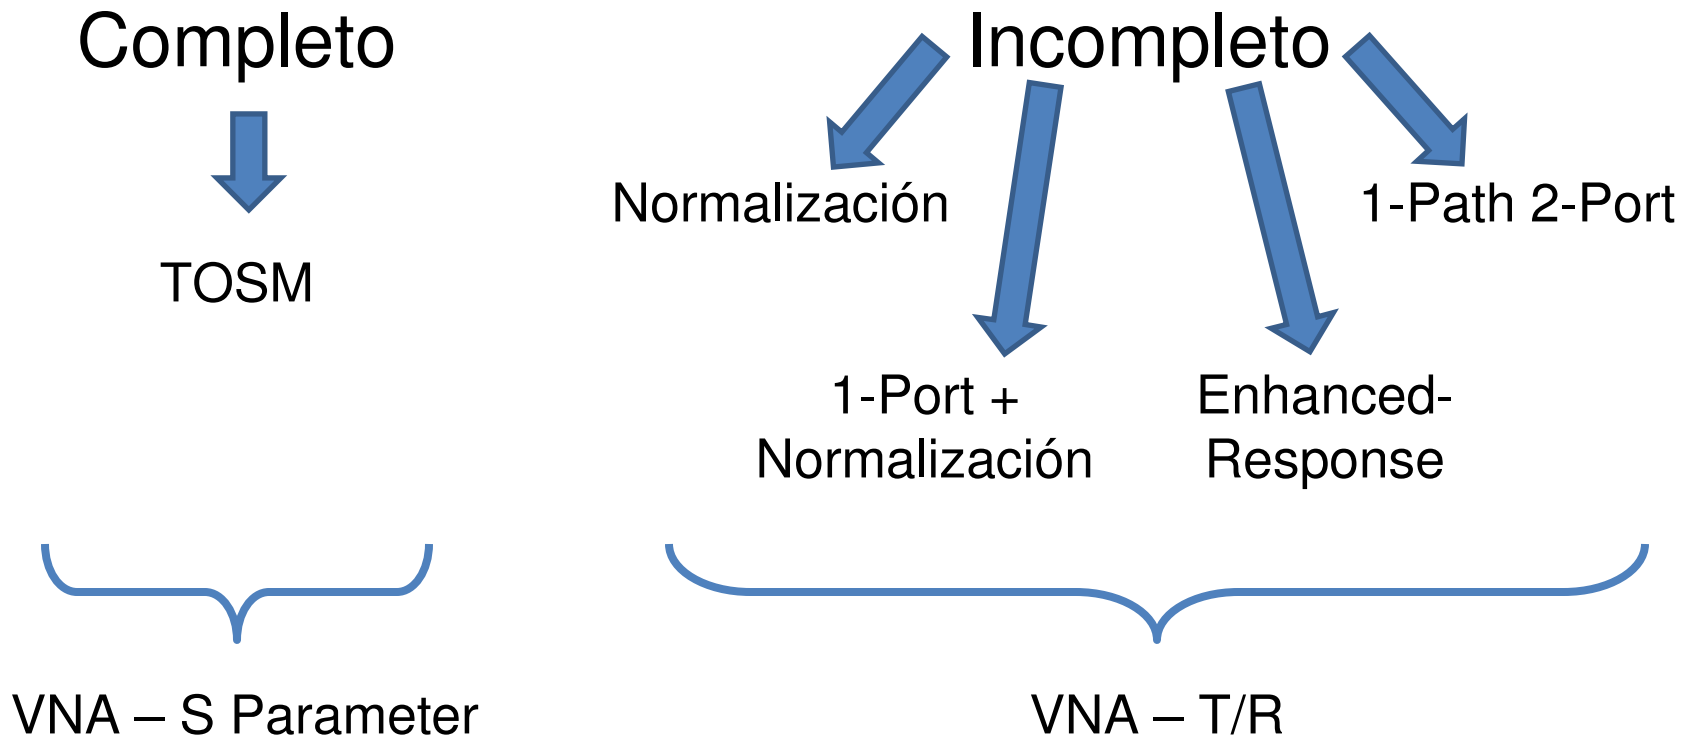 Completo
Incompleto
Normalización
1-Path 2-Port
TOSM
1-Port +
Normalización
Enhanced-
Response
VNA – S Parameter
VNA – T/R